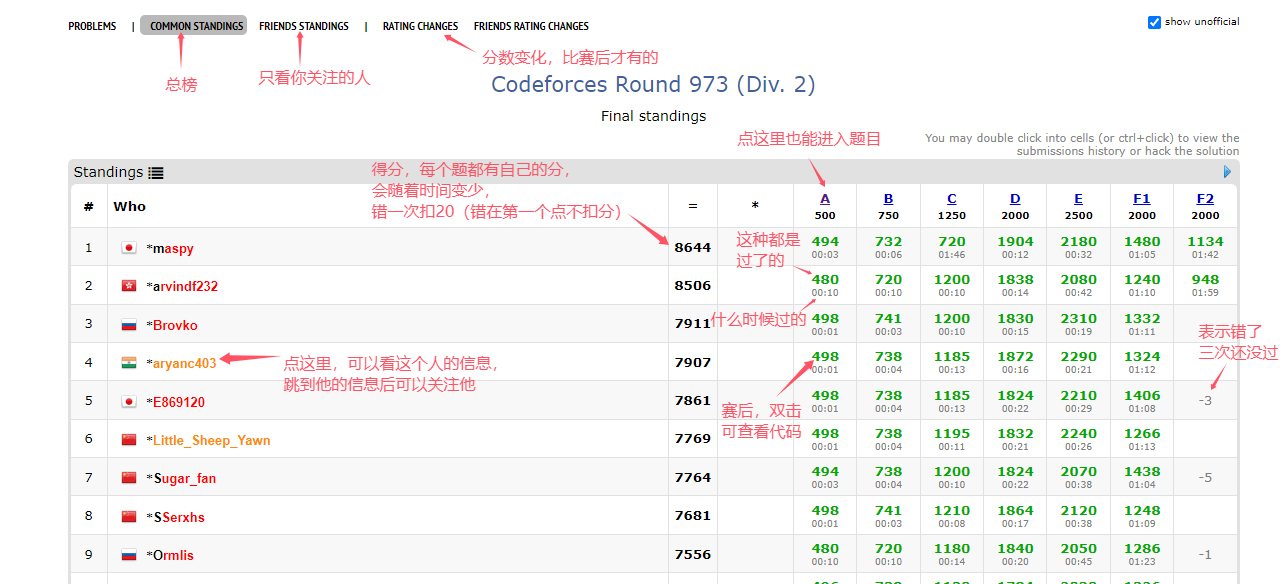 PROBLEMS | COMMON STANDINGS FRIENDS STANDINGS | RATING CHANGES FRIENDS RATING CHANGES show unofficial
总榜
只看你关注的人
分数变化，比赛后才有的
Codeforces Round 973 (Div. 2)
Final standings
点这里也能进入题目
You may double click into cells (or ctrl+click) to view the
submissions history or hack the solution
Standings
得分，每个题都有自己的分，
会随着时间变少，
错一次扣20（错在第一个点不扣分）
# Who = * A B C D E F1 F2
500 750 1250 2000 2500 2000 2000
1 *maspy 8644 494 732 720 1904 2180 1480 1134
00:03 00:06 01:46 00:12 00:32 01:05 01:42
这种都是
过了的
2 *arvindf232 8506 480 720 1200 1838 2080 1240 948
00:10 00:10 00:10 00:14 00:42 01:10 01:59
什么时候过的
3 *Brovko 7911 498 741 1200 1830 2310 1332
00:01 00:03 00:10 00:15 00:19 01:11
表示错了
三次还没过
4 *aryanc403 7907 498 738 1185 1872 2290 1324
00:01 00:04 00:13 00:16 00:21 01:12
点这里，可以看这个人的信息，
跳到他的信息后可以关注他
5 *E869120 7861 498 738 1185 1824 2210 1406 -3
00:01 00:04 00:13 00:22 00:29 01:08
赛后，双击
可查看代码
6 *Little_Sheep_Yawn 7769 498 738 1195 1832 2240 1266
00:01 00:04 00:11 00:21 00:26 01:13
7 *Sugar_fan 7764 494 738 1200 1824 2070 1438 -5
00:03 00:04 00:10 00:22 00:38 01:04
8 *SSerxhs 7681 498 741 1210 1864 2120 1248
00:01 00:03 00:08 00:17 00:38 01:09
9 *Ormlis 7556 480 720 1180 1840 2050 1286 -1
00:10 00:10 00:14 00:20 00:45 01:23